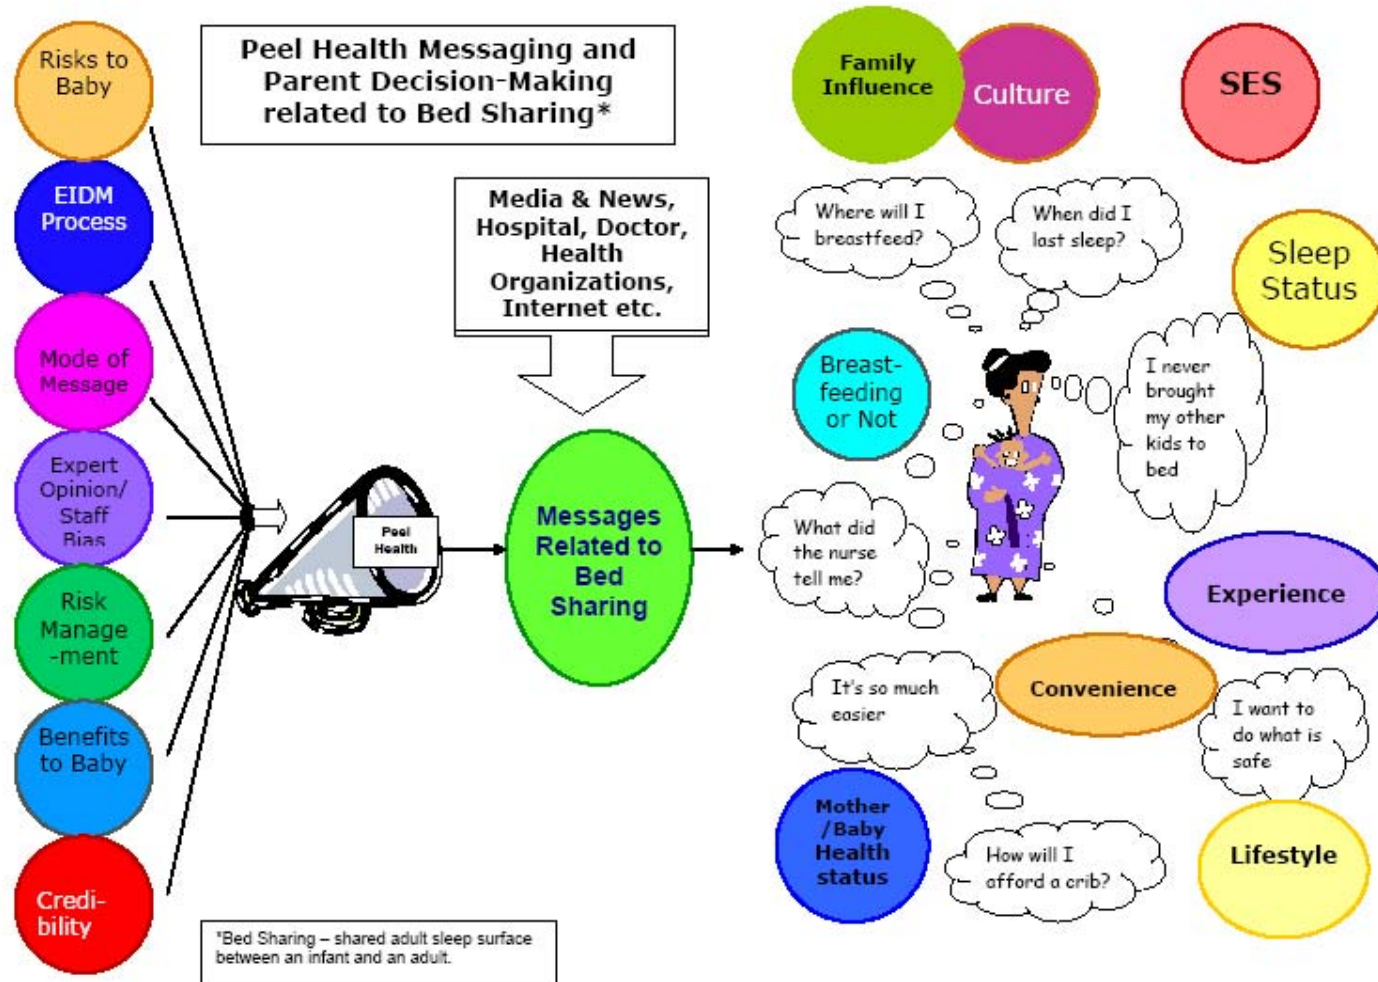 Risks to
Baby
EIDM
Process
Mode of
Message
Expert
Opinion/
Staff
Bias
Risk
Manage
-ment
Benefits
to Baby
Credi-
bility
Peel Health Messaging and
Parent Decision-Making
related to Bed Sharing*
Media & News,
Hospital, Doctor,
Health
Organizations,
Internet etc.
Peel
Health
Messages
Related to
Bed
Sharing
*Bed Sharing – shared adult sleep surface
between an infant and an adult.
Family
Influence
Culture
SES
Where will I
breastfeed?
When did I
last sleep?
Sleep
Status
Breast-
feeding
or Not
I never
brought
my other
kids to
bed
What did
the nurse
tell me?
Experience
It's so much
easier
Convenience
I want to
do what is
safe
Mother
/Baby
Health
status
How will I
afford a crib?
Lifestyle